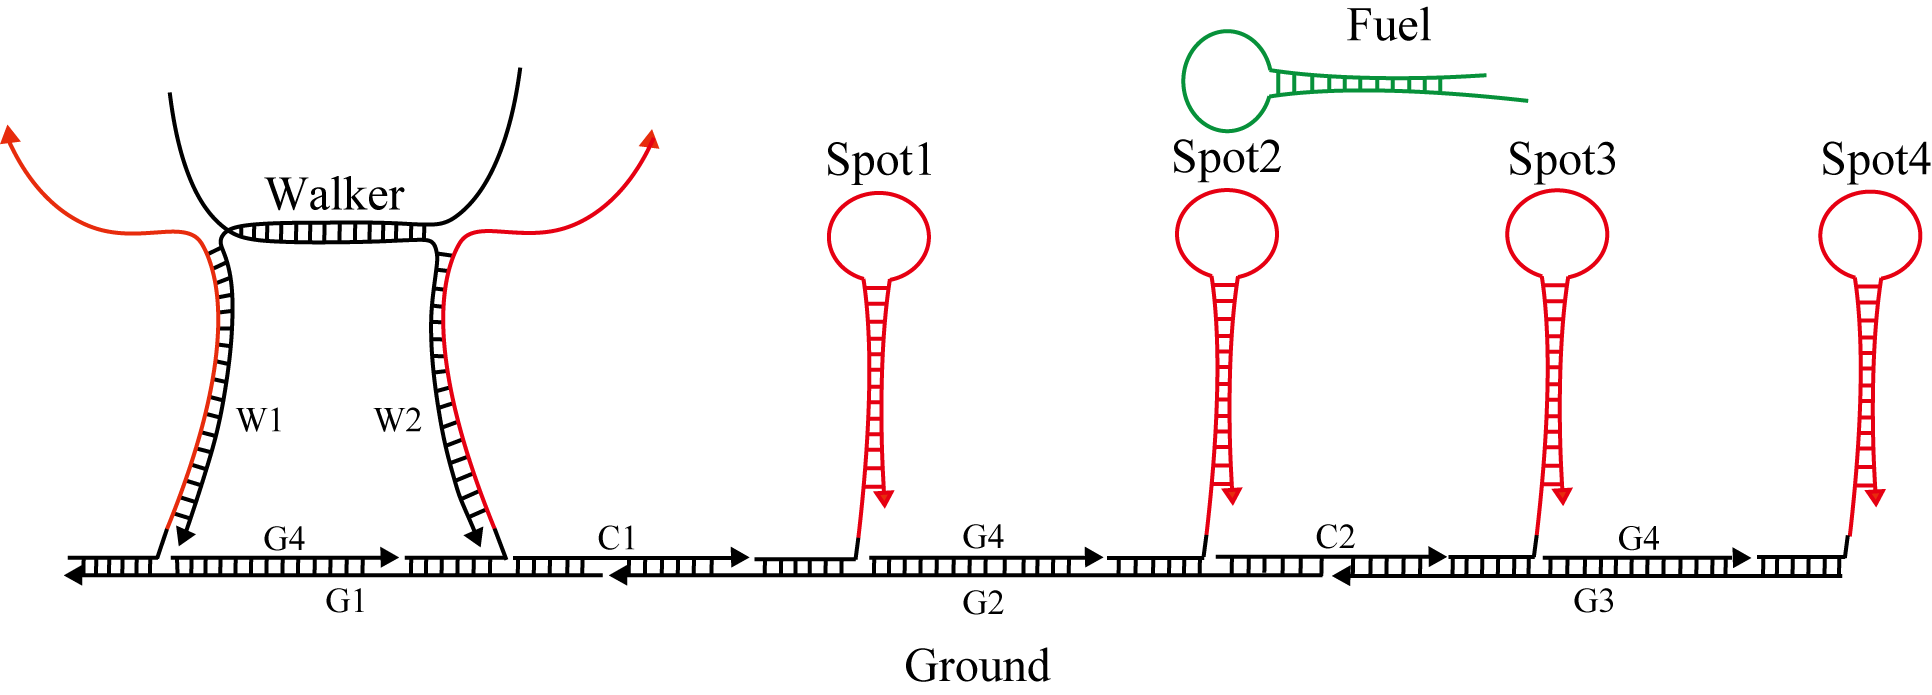 Fuel
Spot1
Spot2
Spot3
Spot4
Walker
W1
W2
G4
C1
G4
C2
G4
G1
G2
G3
Ground